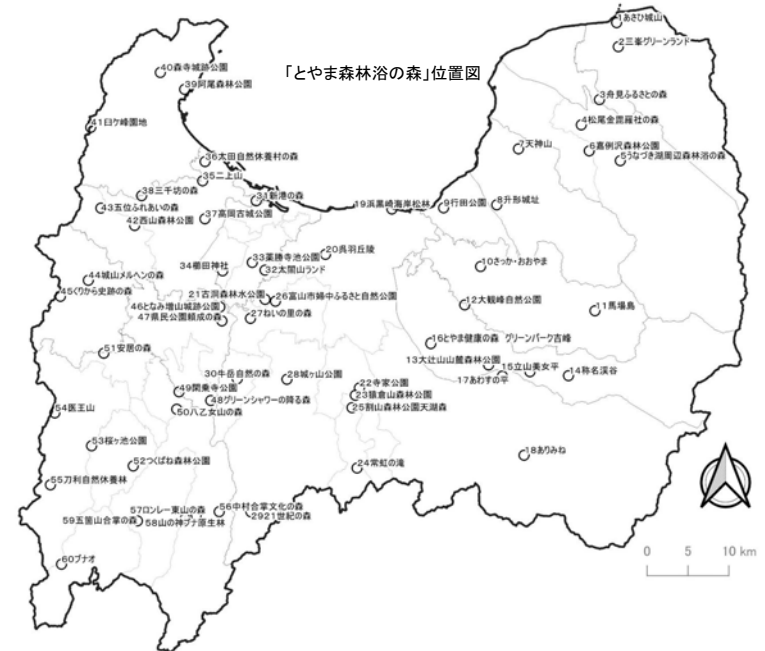 「とやま森林浴の森」位置図
1あさひ城山
2三峯グリーンランド
3舟見ふるさとの森
4松尾金毘羅社の森
6嘉例沢森林公園
5うなづき湖周辺森林浴の森
7天神山
40森寺城跡公園
39阿尾森林公園
41臼ケ峰園地
36太田自然休養村の森
35二上山
38三千坊の森
31新港の森
43五位ふれあいの森
42西山森林公園
37高岡古城公園
19浜黒崎海岸松林
9行田公園
8升形城址
20呉羽丘陵
33薬勝寺池公園
34櫛田神社
32太閤山ランド
10さっか・おおやま
44城山メルヘンの森
45くりから史跡の森
21古洞森林水公園
26富山市婦中ふるさと自然公園
46となみ増山城跡公園
47県民公園頼成の森
27ねいの里の森
12大観峰自然公園
11馬場島
16とやま健康の森 グリーンパーク吉峰
51安居の森
13大辻山山麓森林公園
15立山美女平
14称名渓谷
17あわすの平
30牛岳自然の森
28城ヶ山公園
22寺家公園
49閑乗寺公園
48グリーンシャワーの降る森
23猿倉山森林公園
50八乙女山の森
25割山森林公園天湖森
54医王山
53桜ヶ池公園
18ありみね
52つくばね森林公園
24常虹の滝
55刀利自然休養林
57ロンレー東山の森
56中村合掌文化の森
2921世紀の森
59五箇山合掌の森
58山の神ブナ原生林
60ブナオ
0 5 10 km